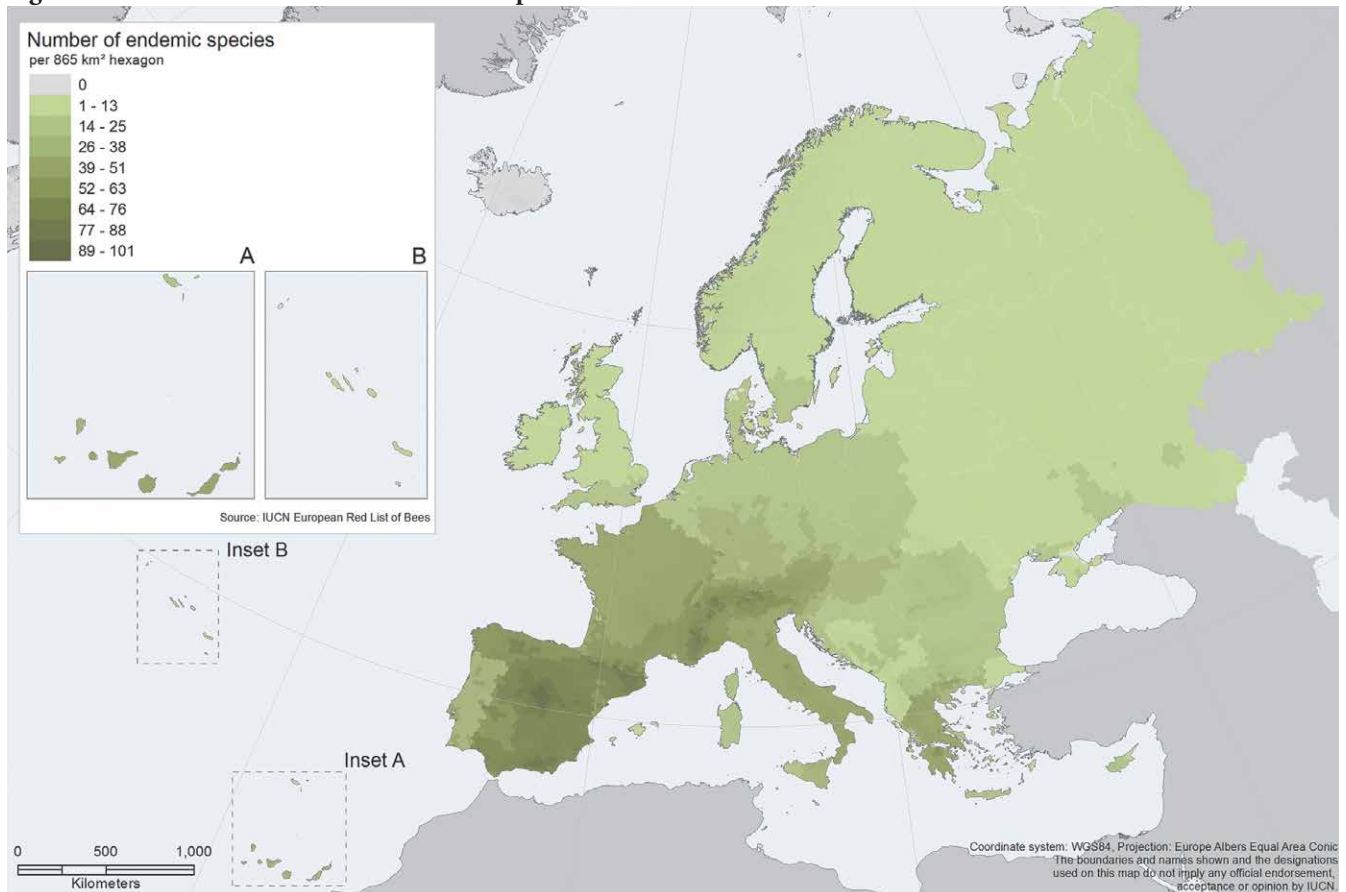 Number of endemic species
per 865 km² hexagon
0
1 - 13
14 - 25
26 - 38
39 - 51
52 - 63
64 - 76
77 - 88
89 - 101
A
B
Source: IUCN European Red List of Bees
Inset B
Inset A
0 500 1,000
Kilometers
Coordinate system: WGS84, Projection: Europe Albers Equal Area Conic
The boundaries and names shown and the designations
used on this map do not imply any official endorsement,
acceptance or opinion by IUCN.